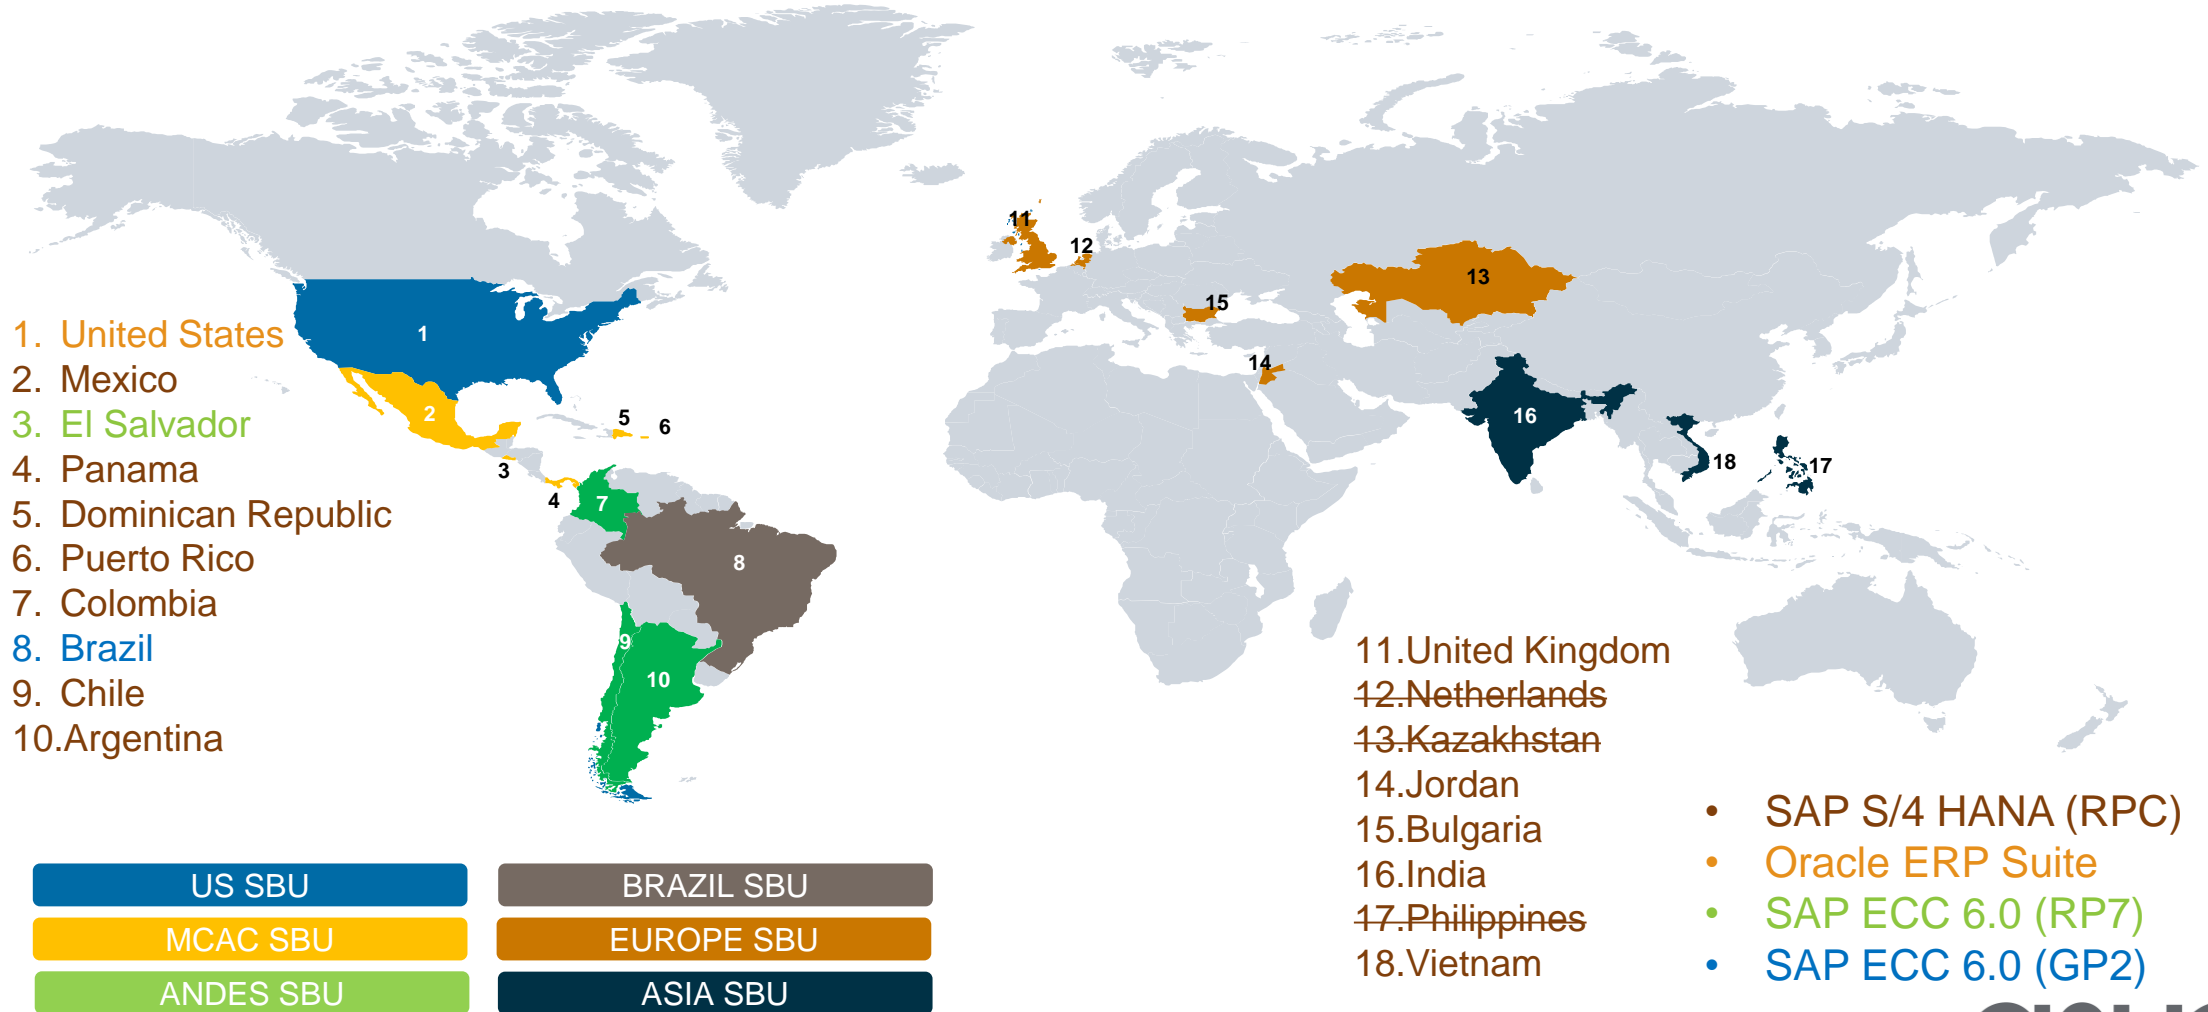 1. United States
2. Mexico
3. El Salvador
4. Panama
5. Dominican Republic
6. Puerto Rico
7. Colombia
8. Brazil
9. Chile
10.Argentina
1
2
3
4
5
6
7
8
9
10
11
12
13
14
15
16
17
18
11.United Kingdom
12.Netherlands
13.Kazakhstan
14.Jordan
15.Bulgaria
16.India
17.Philippines
18.Vietnam
• SAP S/4 HANA (RPC)
• Oracle ERP Suite
• SAP ECC 6.0 (RP7)
• SAP ECC 6.0 (GP2)
US SBU
BRAZIL SBU
MCAC SBU
EUROPE SBU
ANDES SBU
ASIA SBU